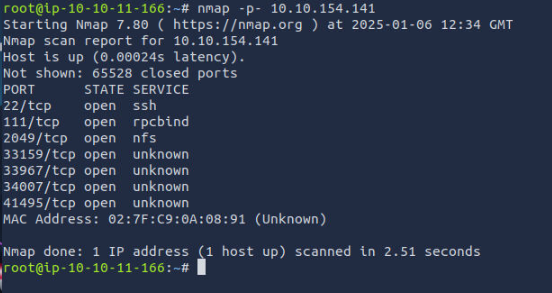 root@ip-10-10-11-166:~# nmap -p- 10.10.154.141
Starting Nmap 7.80 ( https://nmap.org ) at 2025-01-06 12:34 GMT
Nmap scan report for 10.10.154.141
Host is up (0.00024s latency).
Not shown: 65528 closed ports
PORT      STATE SERVICE
22/tcp    open  ssh
111/tcp   open  rpcbind
2049/tcp  open  nfs
33159/tcp open  unknown
33967/tcp open  unknown
34007/tcp open  unknown
41495/tcp open  unknown
MAC Address: 02:7F:C9:0A:08:91 (Unknown)

Nmap done: 1 IP address (1 host up) scanned in 2.51 seconds
root@ip-10-10-11-166:~#